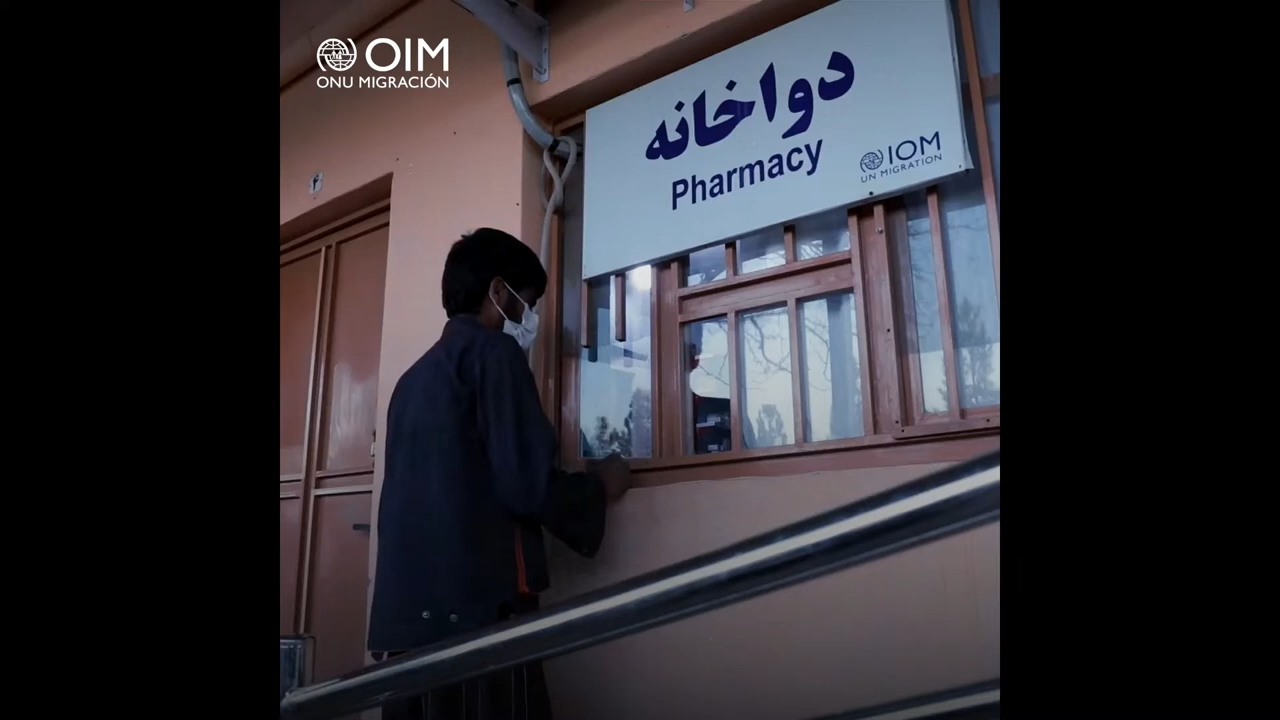 OIM
ONU MIGRACIÓN
دواخانه
Pharmacy
IOM
UN MIGRATION